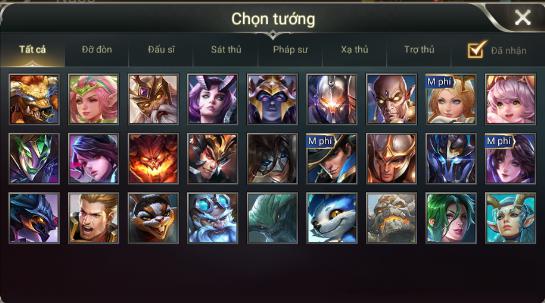 Chọn tướng
Tất cả Đỡ đòn Đấu sĩ Sát thủ Pháp sư Xạ thủ Trợ thủ Đã nhận
M phí
M phí M phí